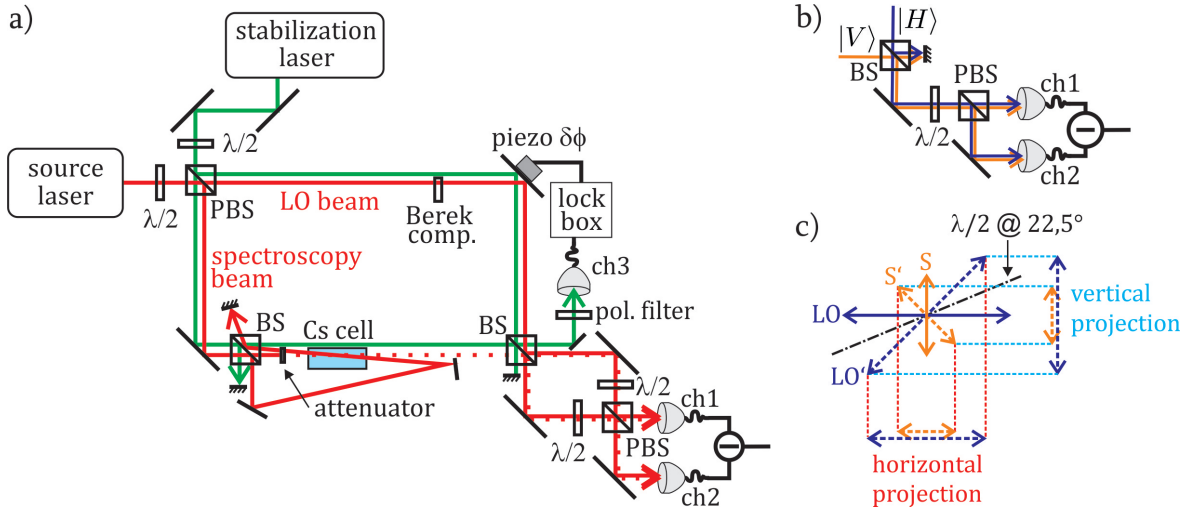 a)
stabilization
laser
λ/2
source
laser
λ/2
PBS
LO beam
Berek
comp.
piezo δϕ
lock
box
ch3
pol. filter
spectroscopy
beam
BS
Cs cell
attenuator
BS
λ/2
λ/2
PBS
ch1
ch2
b)
|V⟩
|H⟩
BS
λ/2
PBS
ch1
ch2
c)
λ/2 @ 22,5°
S‘
S
LO
LO‘
vertical
projection
horizontal
projection